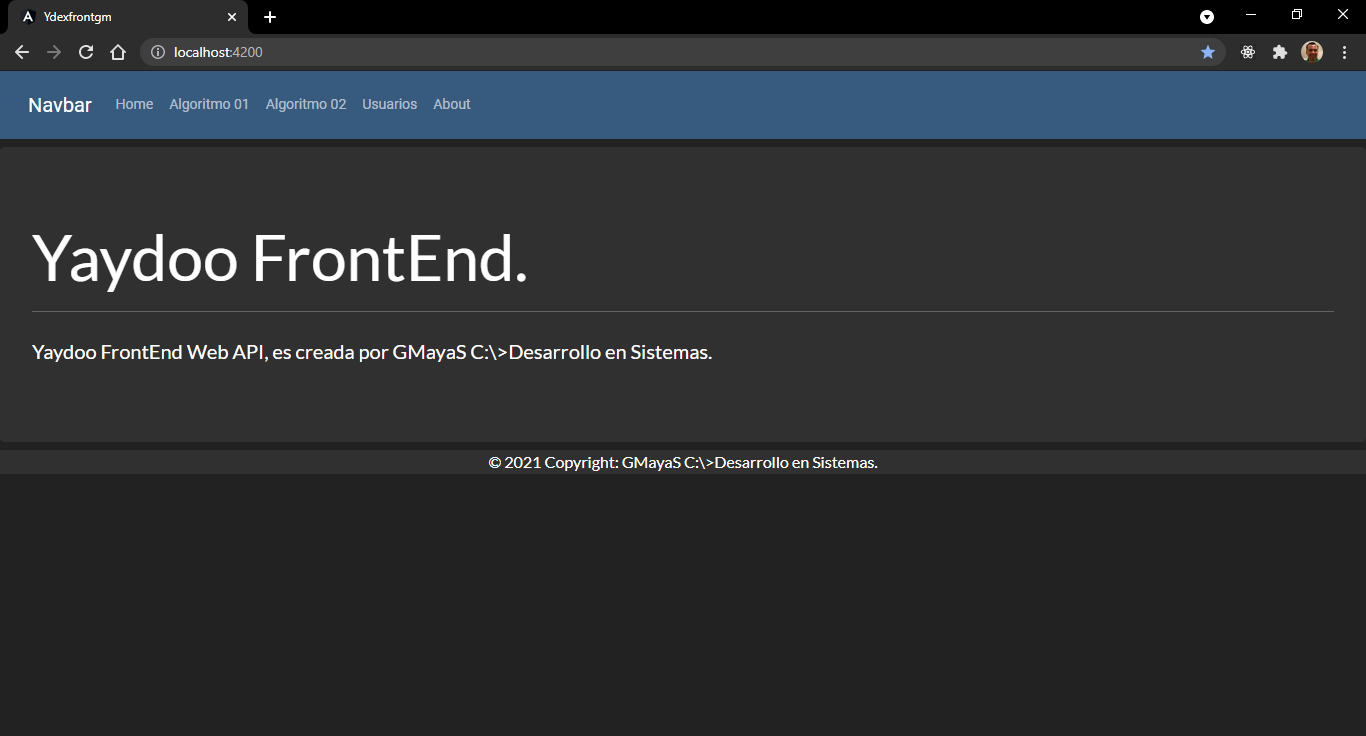 Ydexfrontgm
localhost:4200
Navbar Home Algoritmo 01 Algoritmo 02 Usuarios About
Yaydoo FrontEnd.
Yaydoo FrontEnd Web API, es creada por GMayaS C:\>Desarrollo en Sistemas.
© 2021 Copyright: GMayaS C:\>Desarrollo en Sistemas.